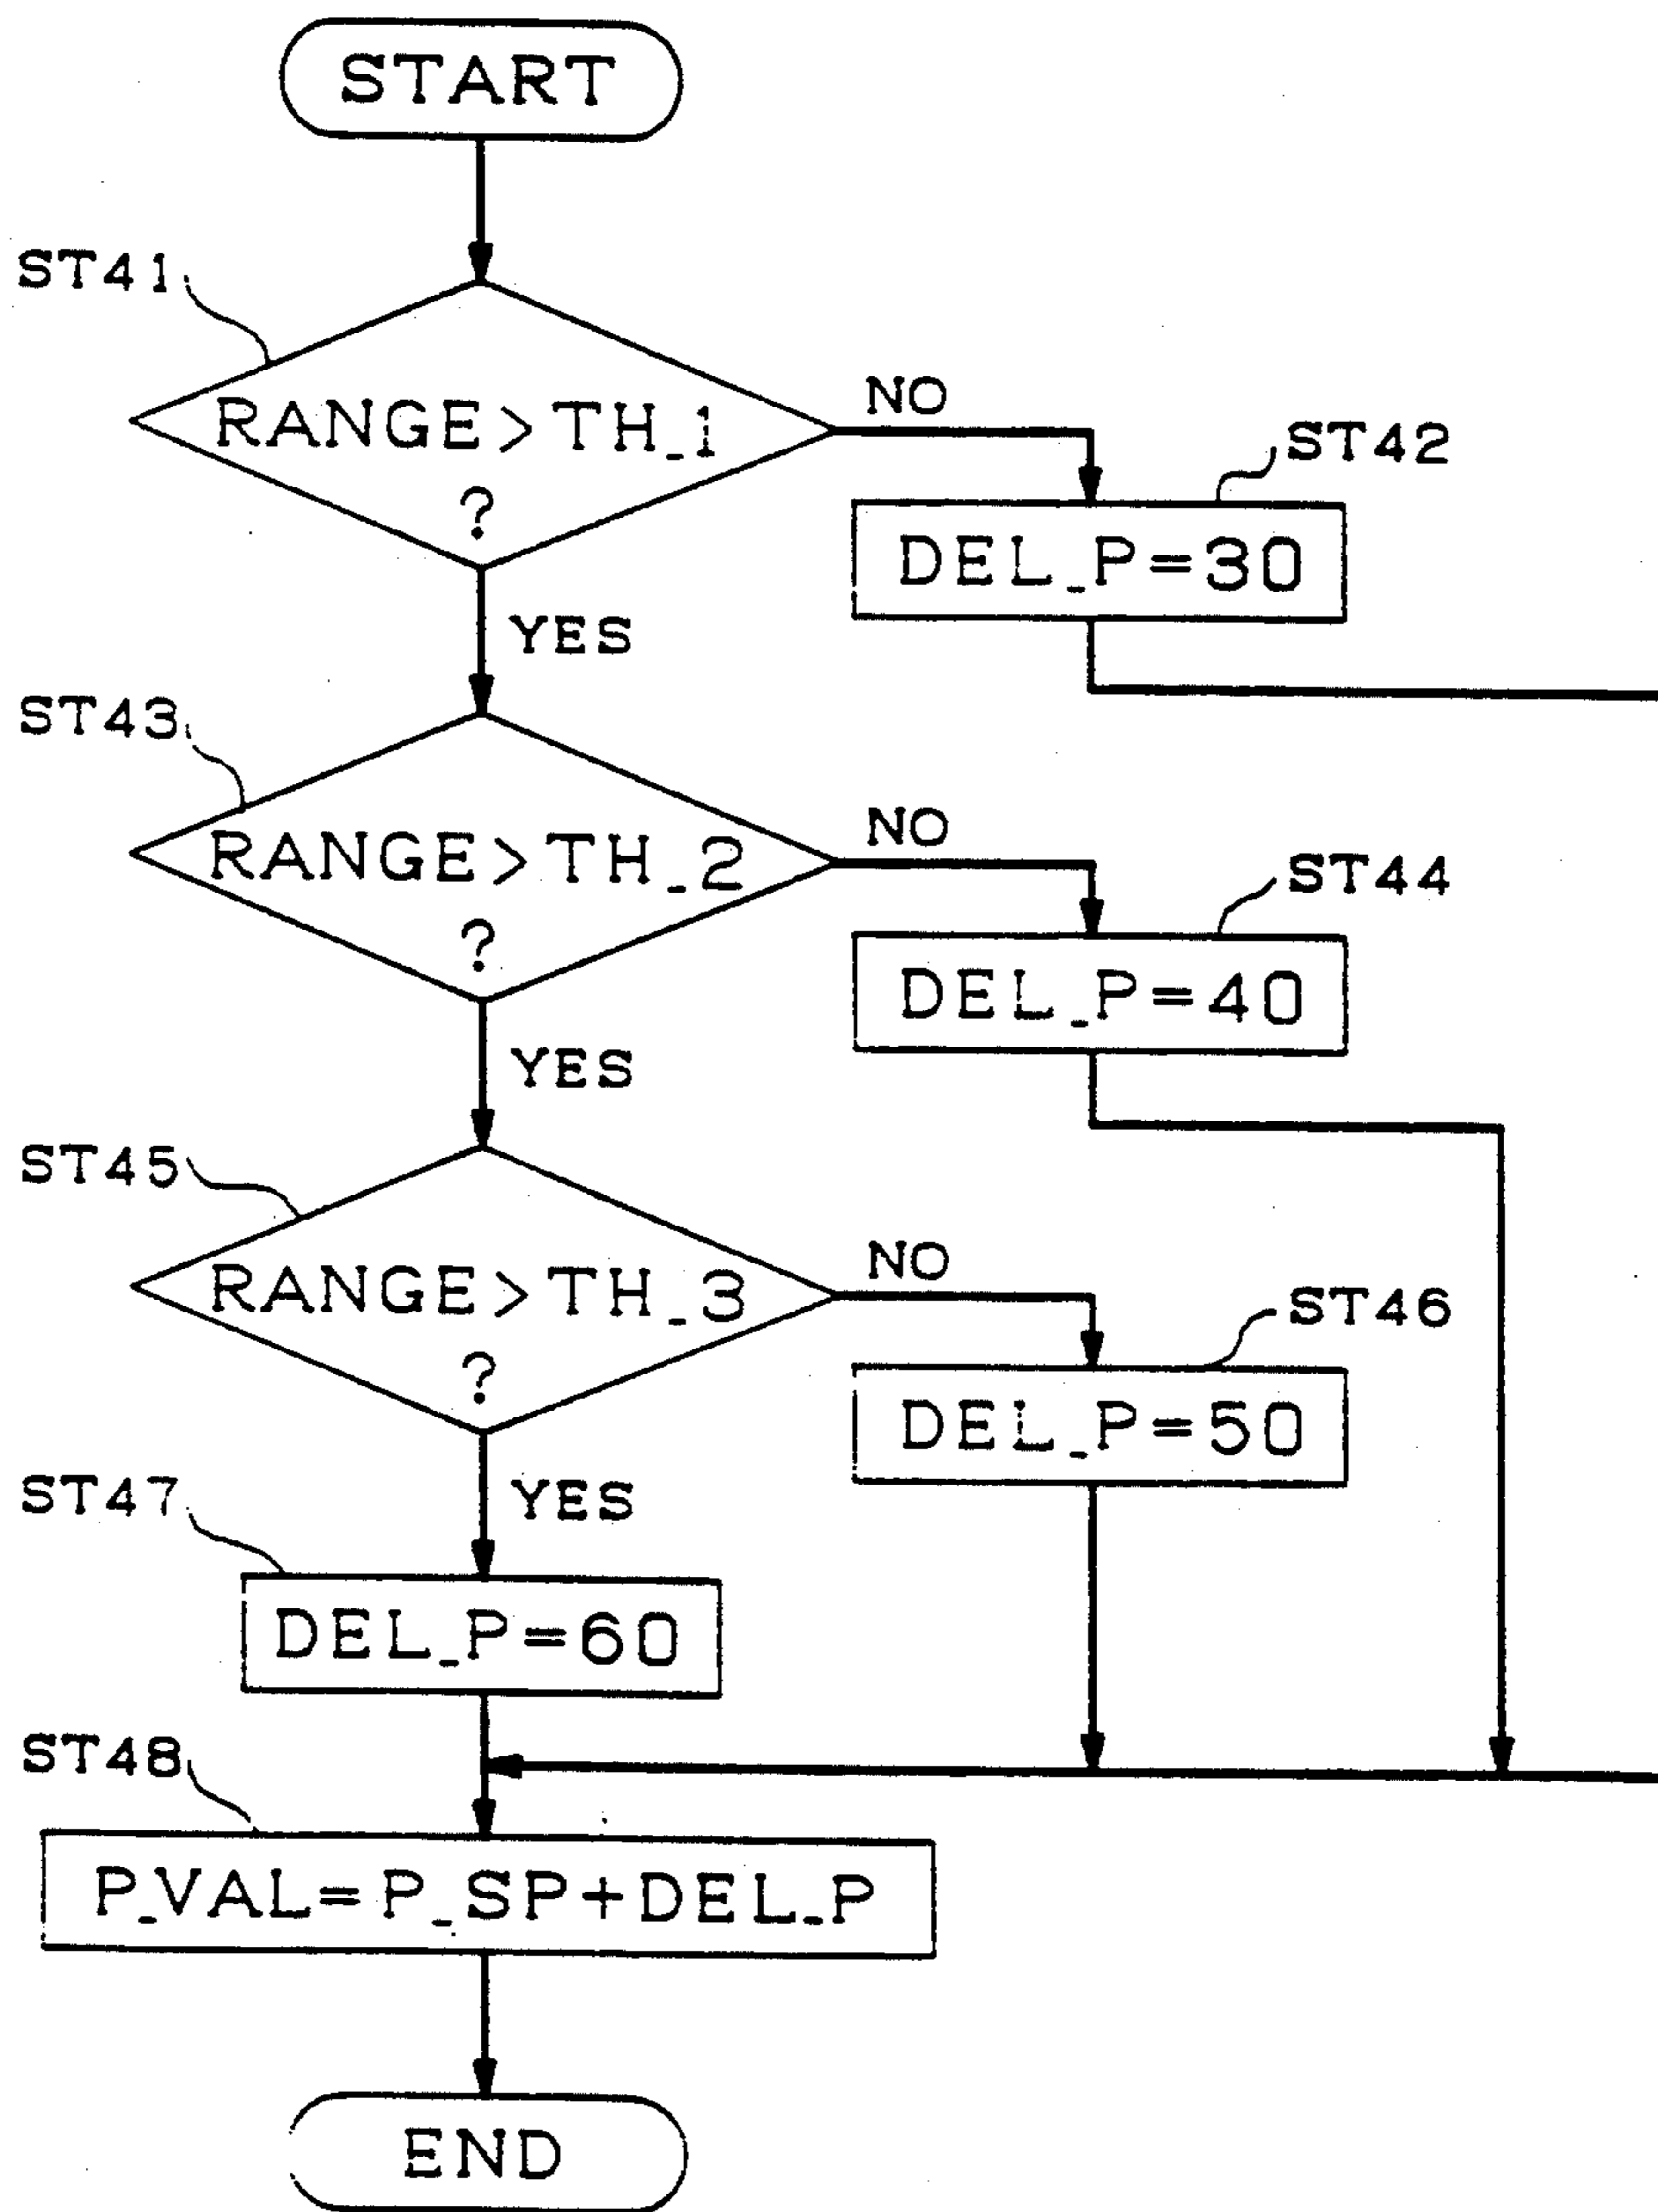 START
ST41
RANGE>TH_1
?
NO
ST42
DEL_P=30
YES
ST43
RANGE>TH_2
?
NO
ST44
DEL_P=40
YES
ST45
RANGE>TH_3
?
NO
ST46
DEL_P=50
YES
ST47
DEL_P=60
ST48
P_VAL=P_SP+DEL_P
END